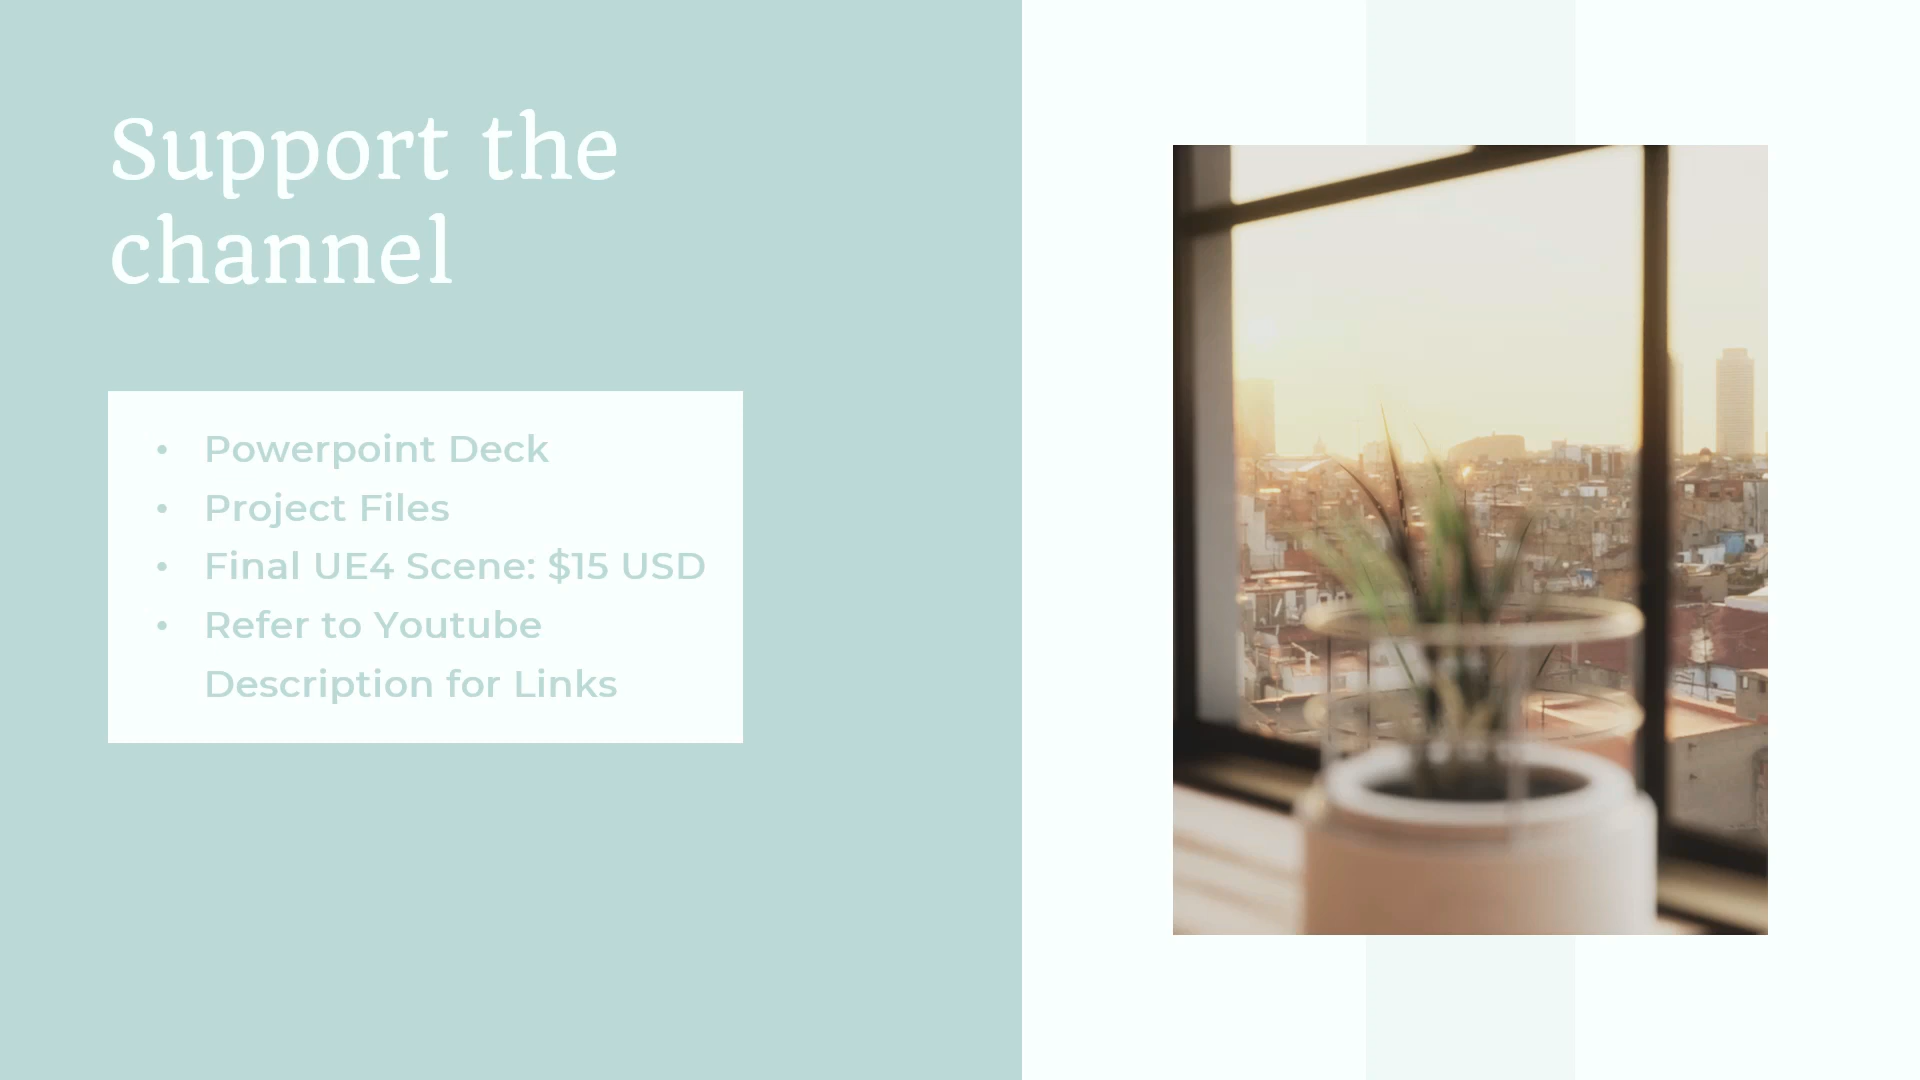 Support the
channel
• Powerpoint Deck
• Project Files
• Final UE4 Scene: $15 USD
• Refer to Youtube
Description for Links